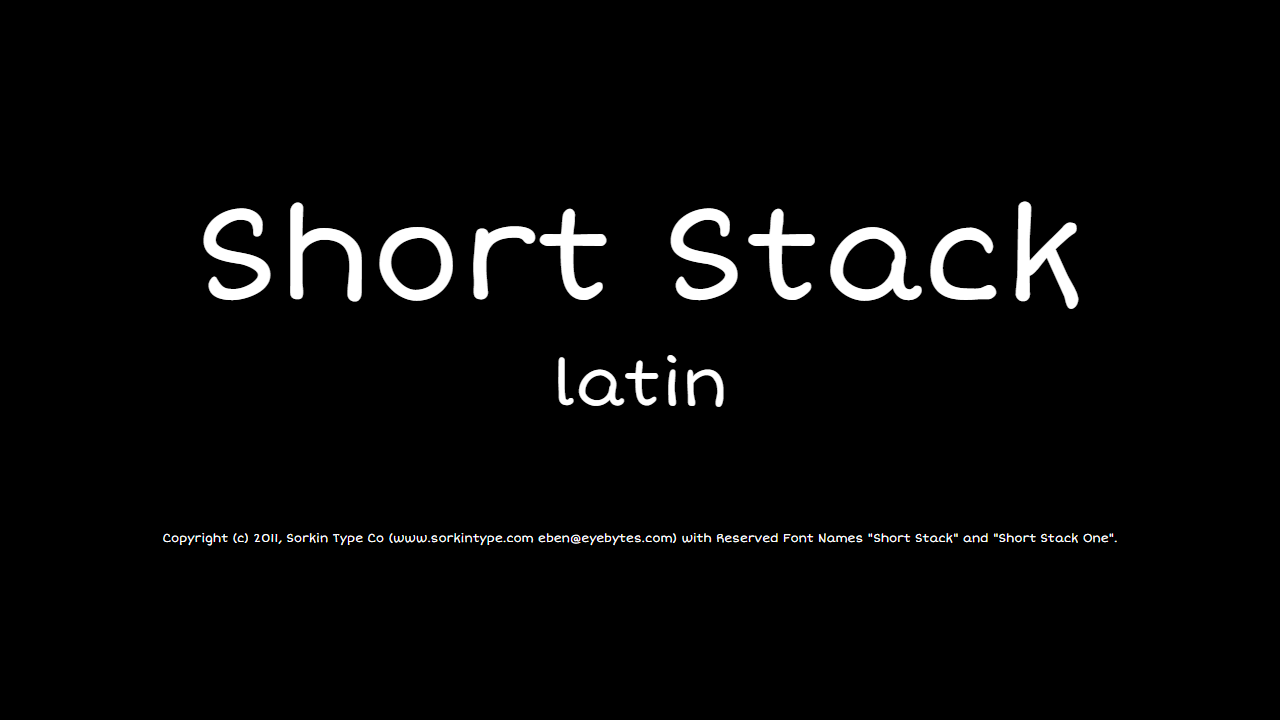 Short Stack
latin
Copyright (c) 2011, Sorkin Type Co (www.sorkintype.com eben@eyebytes.com) with Reserved Font Names "Short Stack" and "Short Stack One".